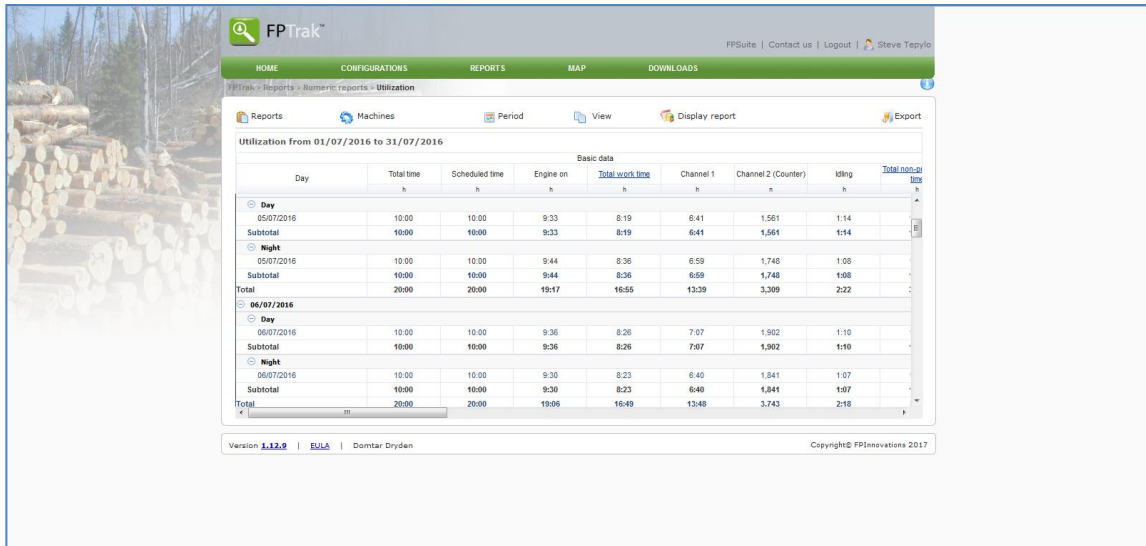 FPTrak™
FPSuite | Contact us | Logout | Steve Tepylo
HOME CONFIGURATIONS REPORTS MAP DOWNLOADS
FPTrak > Reports > Numeric reports > Utilization
Reports Machines Period View Display report Export
Utilization from 01/07/2016 to 31/07/2016
Basic data
Day Total time Scheduled time Engine on Total work time Channel 1 Channel 2 (Counter) Idling Total non-pr
time
h h h h h n h h
Day
05/07/2016 10:00 10:00 9:33 8:19 6:41 1,561 1:14
Subtotal 10:00 10:00 9:33 8:19 6:41 1,561 1:14
Night
05/07/2016 10:00 10:00 9:44 8:36 6:59 1,748 1:08
Subtotal 10:00 10:00 9:44 8:36 6:59 1,748 1:08
Total 20:00 20:00 19:17 16:55 13:39 3,309 2:22
06/07/2016
Day
06/07/2016 10:00 10:00 9:36 8:26 7:07 1,902 1:10
Subtotal 10:00 10:00 9:36 8:26 7:07 1,902 1:10
Night
06/07/2016 10:00 10:00 9:30 8:23 6:40 1,841 1:07
Subtotal 10:00 10:00 9:30 8:23 6:40 1,841 1:07
Total 20:00 20:00 19:06 16:49 13:48 3,743 2:18
Version 1.12.9 | EULA | Domtar Dryden Copyright© FPInnovations 2017